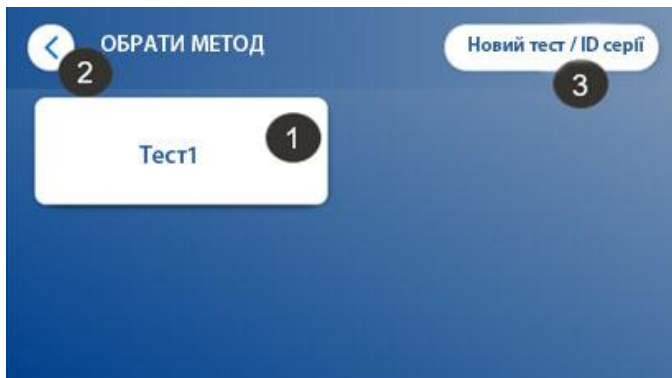 ОБРАТИ МЕТОД
Новий тест / ID серії
2
3
1
Тест1